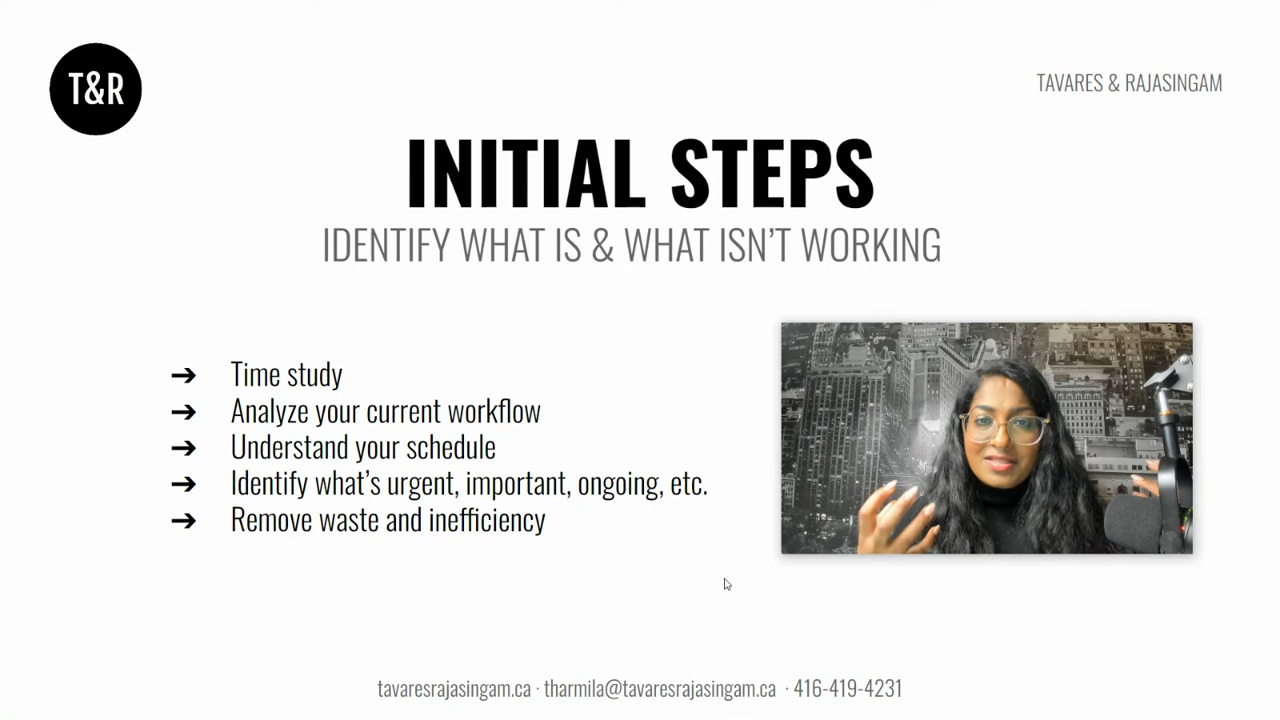 T&R
TAVARES & RAJASINGAM
INITIAL STEPS
IDENTIFY WHAT IS & WHAT ISN'T WORKING
➔ Time study
➔ Analyze your current workflow
➔ Understand your schedule
➔ Identify what's urgent, important, ongoing, etc.
➔ Remove waste and inefficiency
tavaresrajasingam.ca · tharmila@tavaresrajasingam.ca · 416-419-4231